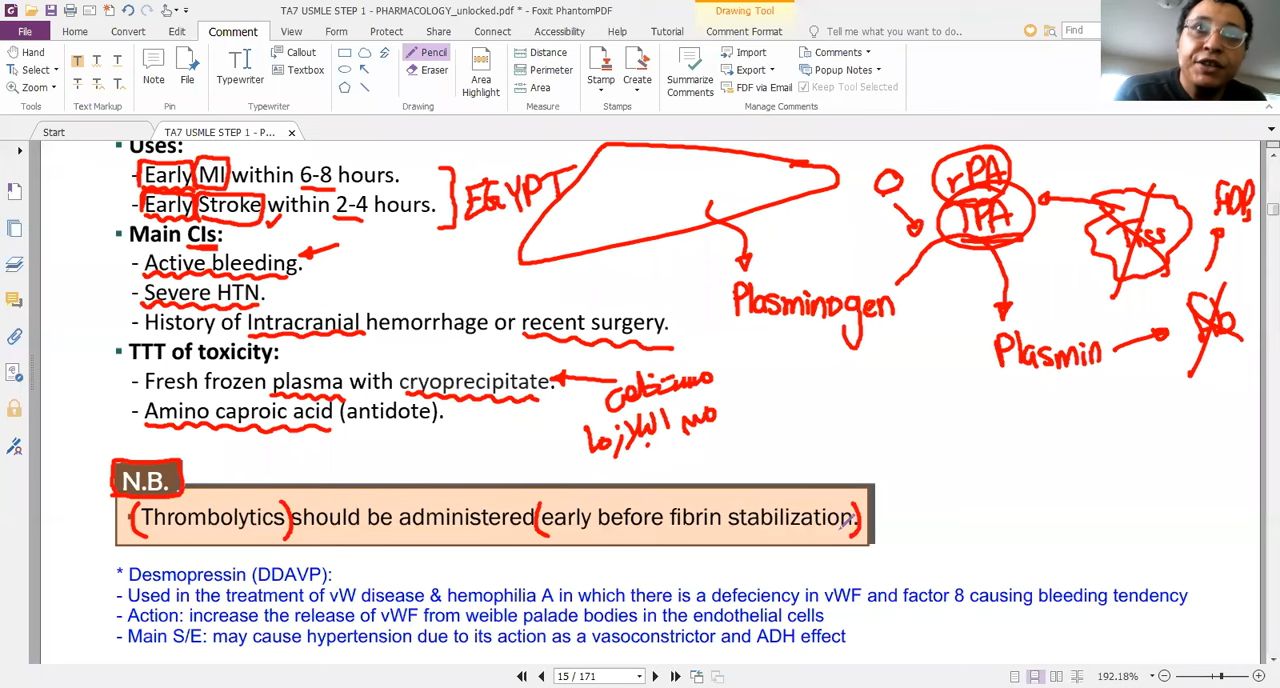 TA7 USMLE STEP 1 - PHARMACOLOGY_unlocked.pdf * - Foxit PhantomPDF
Drawing Tool
File Home Convert Edit Comment View Form Protect Share Connect Accessibility Help Tutorial Comment Format Tell me what you want to do.. Find
Hand
Select
Zoom
Tools
Text Markup
Note
File
Pin
Typewriter
Callout
Textbox
Typewriter
Pencil
Eraser
Drawing
Area Highlight
Distance
Perimeter
Area
Measure
Stamp
Create
Stamps
Summarize Comments
Import
Export
FDF via Email
Comments
Popup Notes
Keep Tool Selected
Manage Comments
Start
TA7 USMLE STEP 1 - P...
Uses:
- Early MI within 6-8 hours.
- Early Stroke within 2-4 hours.
EGYPT
Main CIs:
- Active bleeding.
- Severe HTN.
- History of Intracranial hemorrhage or recent surgery.
TTT of toxicity:
- Fresh frozen plasma with cryoprecipitate.
- Amino caproic acid (antidote).
rPA
TPA
Plasminogen
Plasmin
من البلازما
N.B.
Thrombolytics should be administered early before fibrin stabilization.
* Desmopressin (DDAVP):
- Used in the treatment of vW disease & hemophilia A in which there is a defeciency in vWF and factor 8 causing bleeding tendency
- Action: increase the release of vWF from weible palade bodies in the endothelial cells
- Main S/E: may cause hypertension due to its action as a vasoconstrictor and ADH effect
15 / 171
192.18%